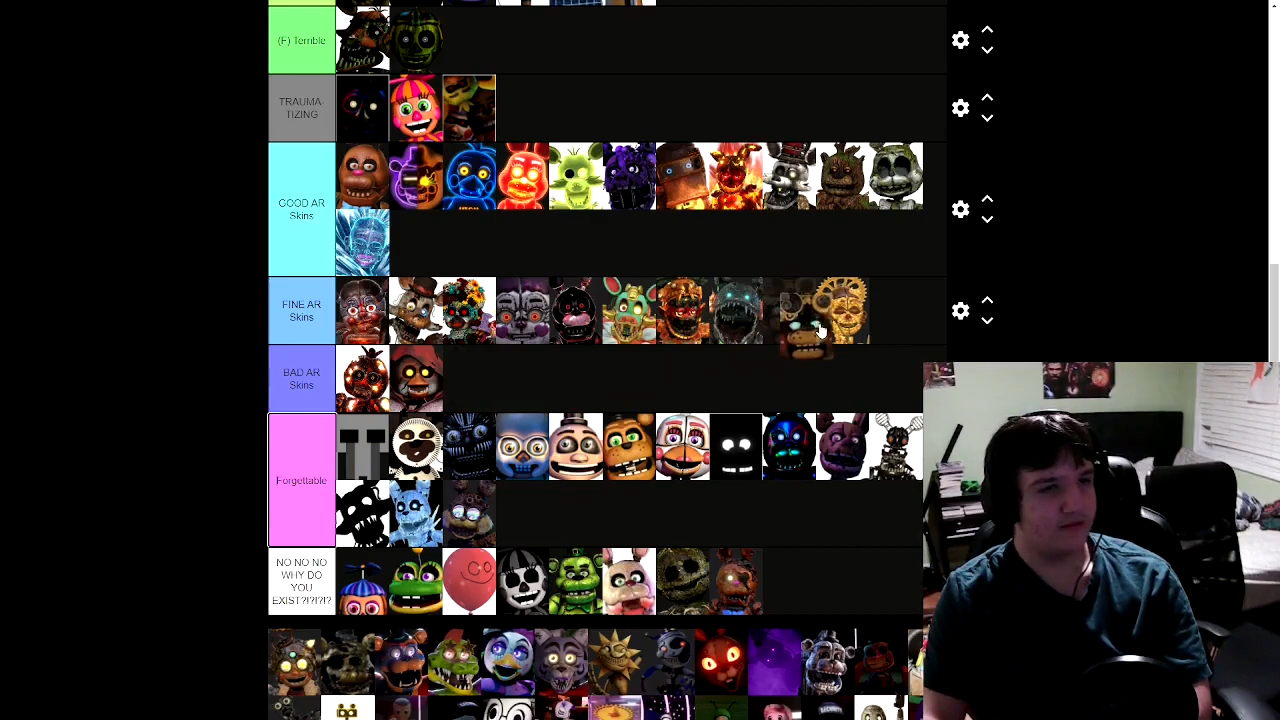 (F) Terrible
TRAUMA-
TIZING
GOOD AR
Skins
FINE AR
Skins
BAD AR
Skins
Forgettable
NO NO NO
WHY DO
YOU
EXIST?!?!?!?